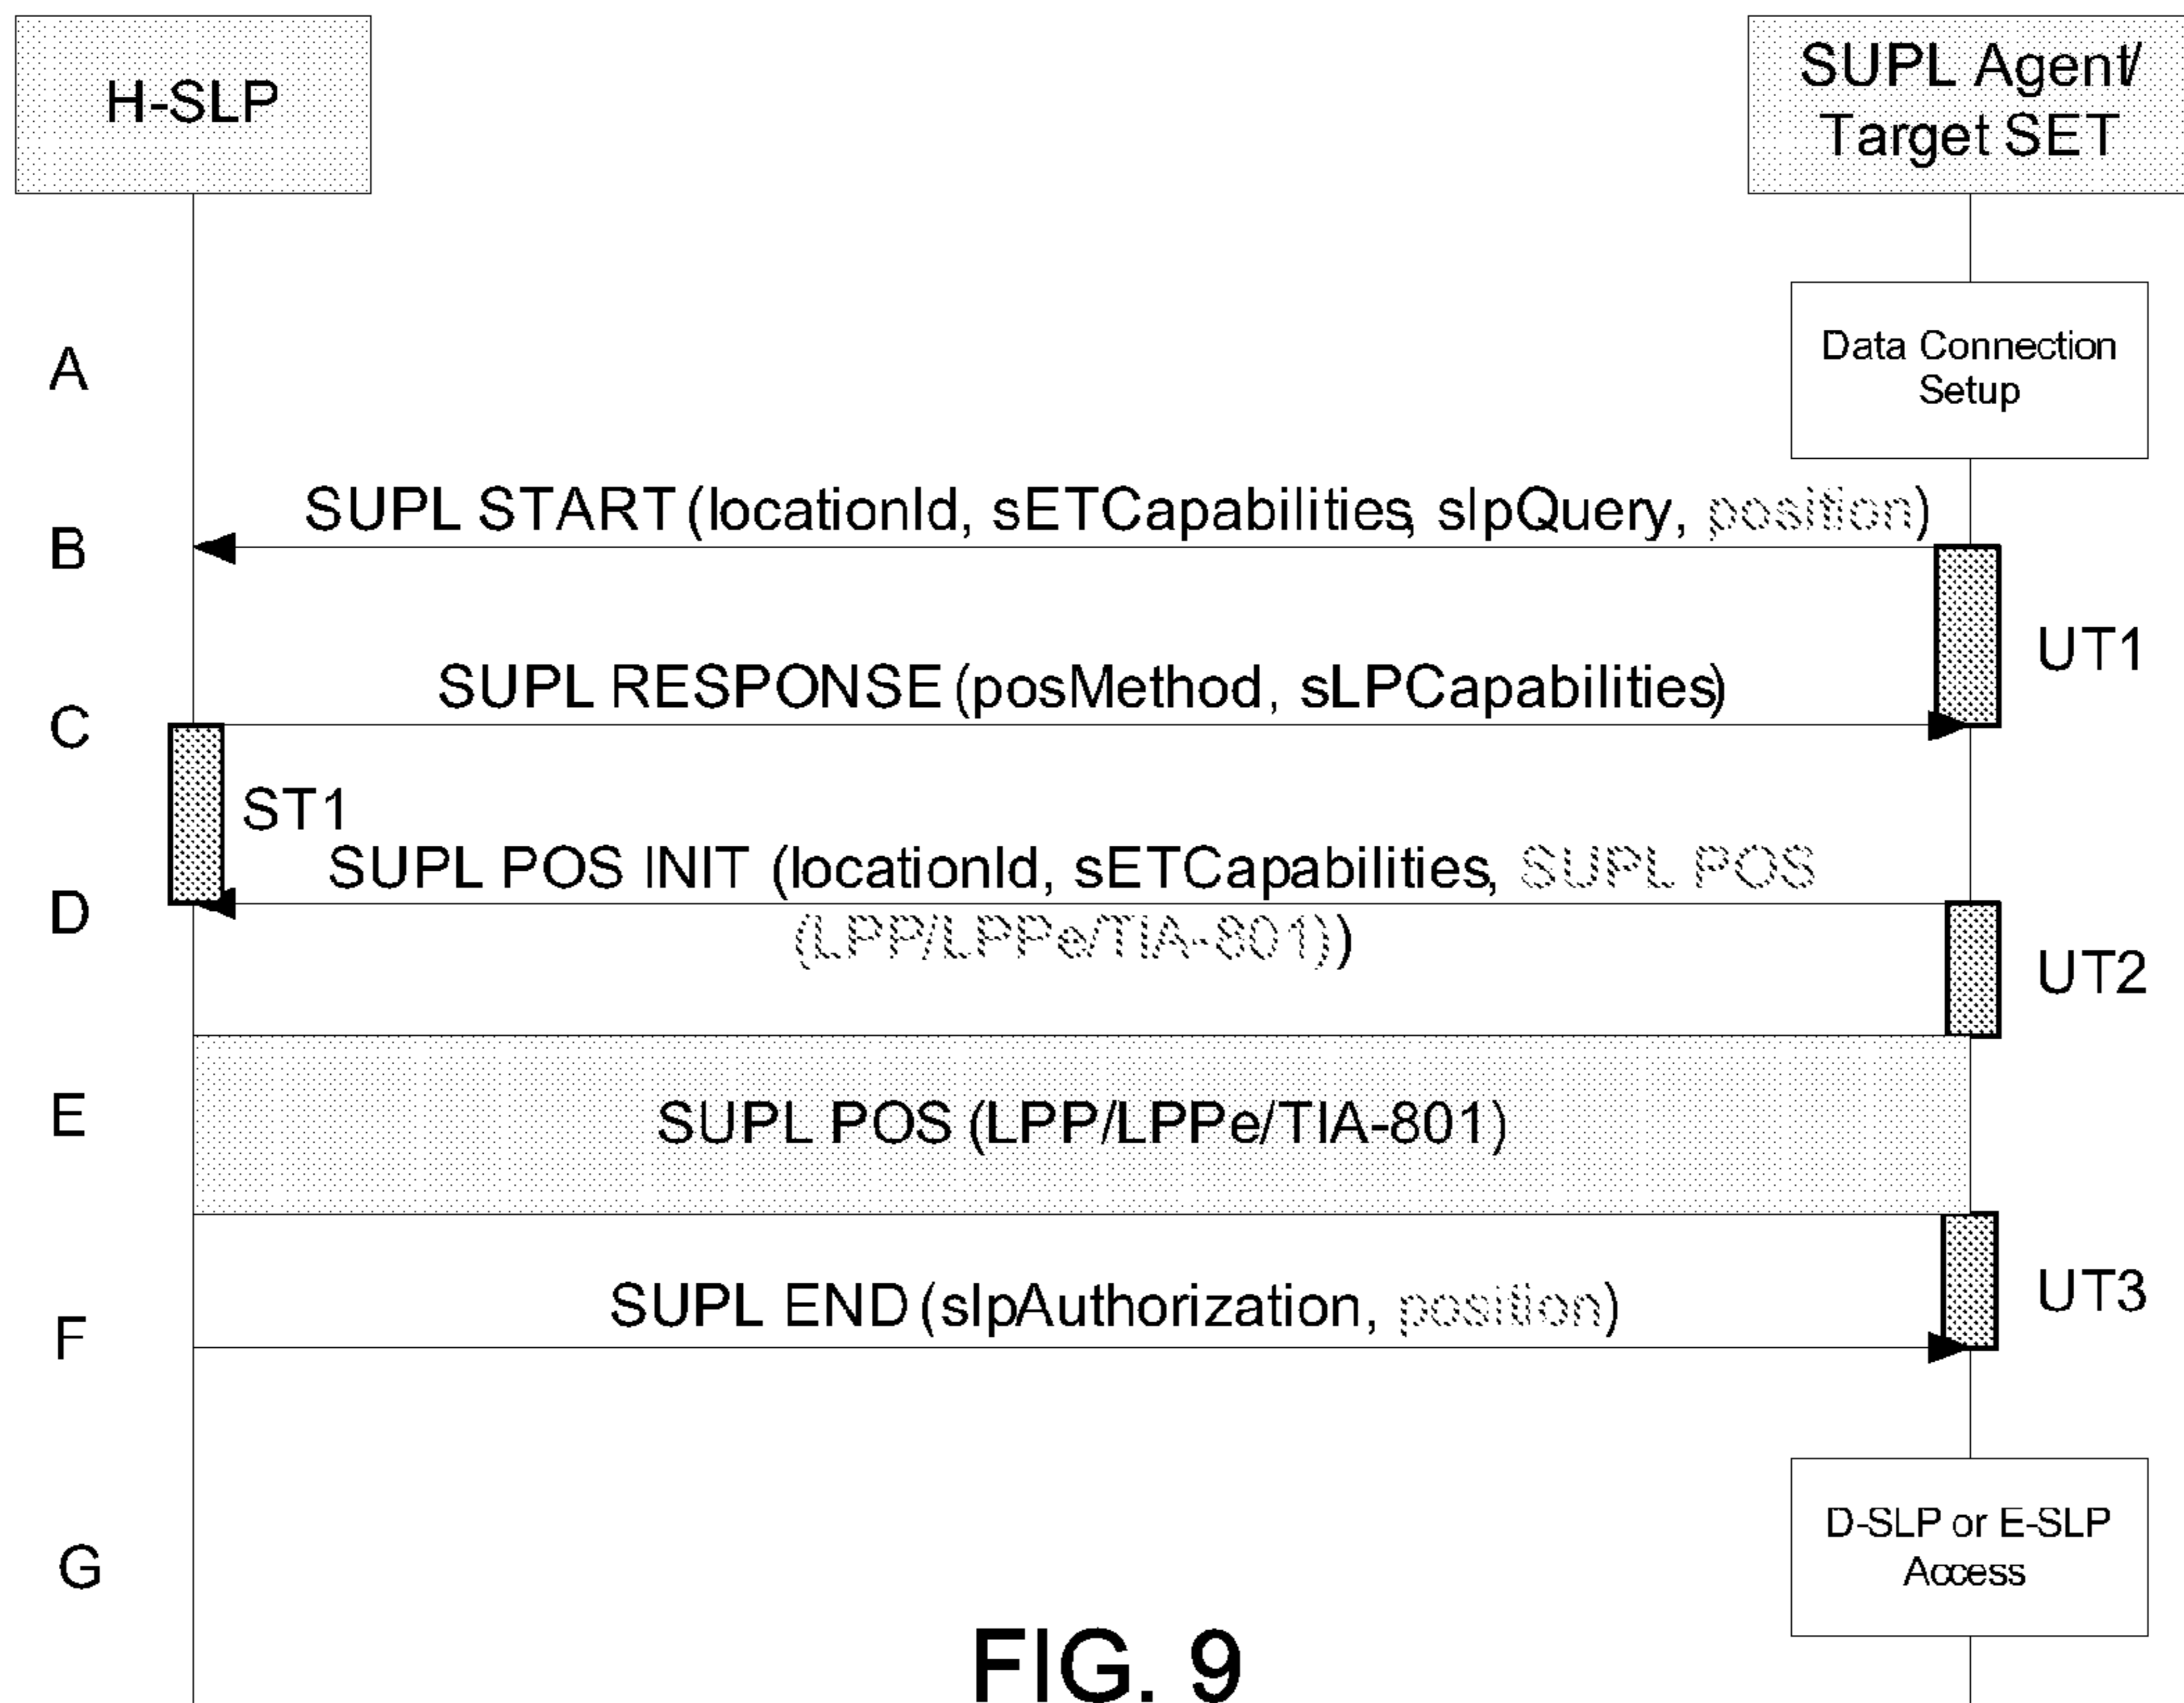 H-SLP
SUPL Agent/
Target SET
Data Connection
Setup
A
SUPL START (locationId, sETCapabilities, slpQuery, position)
B
UT1
SUPL RESPONSE (posMethod, sLPCapabilities)
C
ST1
SUPL POS INIT (locationId, sETCapabilities, SUPL POS
(LPP/LPPe/TIA-801))
D
UT2
E
SUPL POS (LPP/LPPe/TIA-801)
SUPL END (slpAuthorization, position)
UT3
F
D-SLP or E-SLP
Access
G
FIG. 9